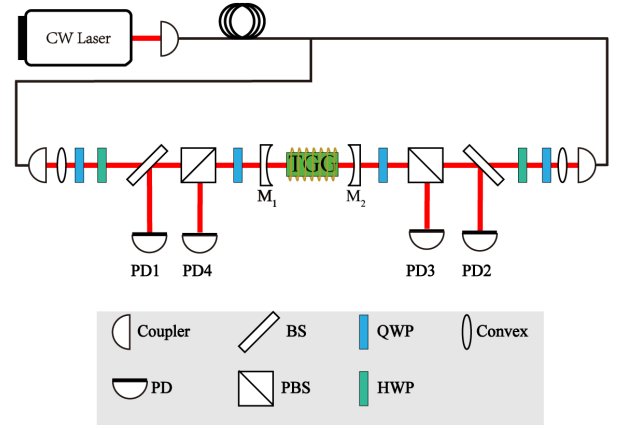 CW Laser
TGG
M1
M2
PD1
PD4
PD3
PD2
Coupler
BS
QWP
Convex
PD
PBS
HWP